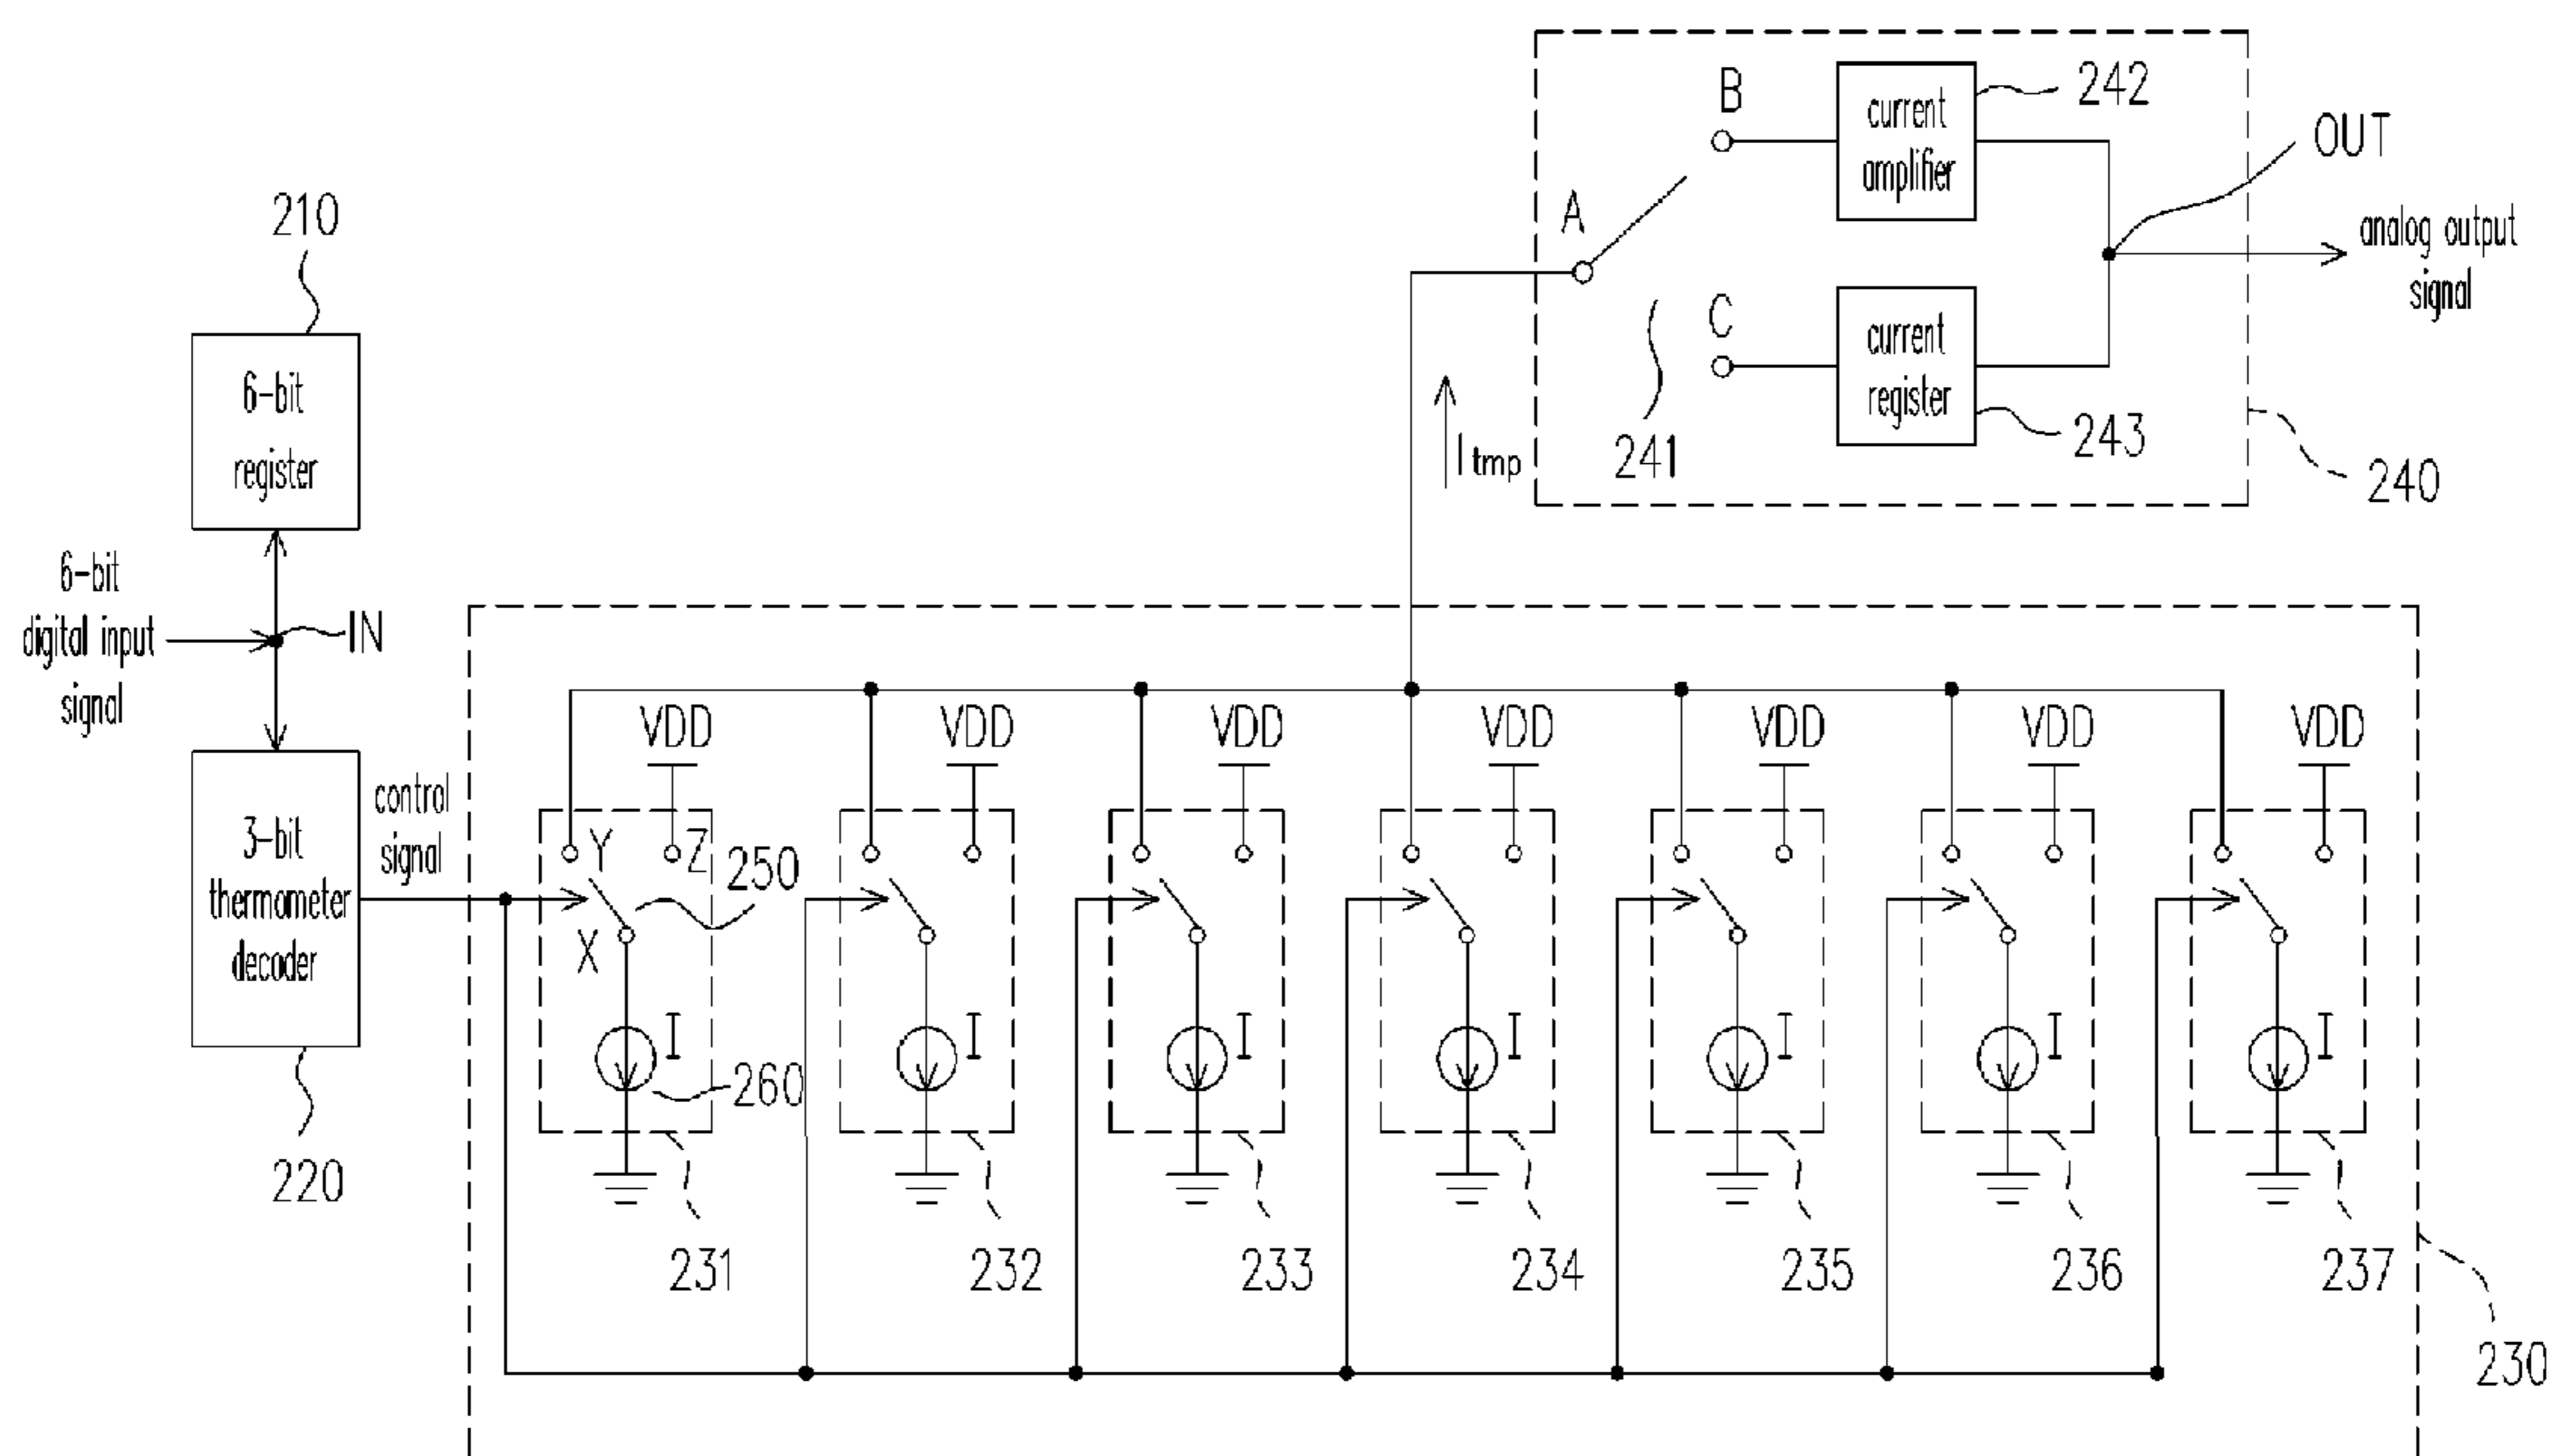 B
current
amplifier
242
OUT
A
analog output
signal
210
C
current
register
243
6-bit
register
I tmp
241
240
6-bit
digital input
signal
IN
VDD
VDD
VDD
VDD
VDD
VDD
VDD
control
signal
3-bit
thermometer
decoder
Y
Z
250
X
I
I
I
I
I
I
I
260
220
231
232
233
234
235
236
237
230